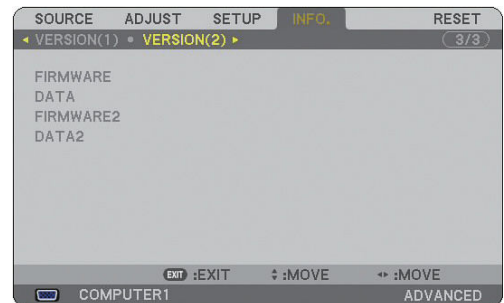 SOURCE ADJUST SETUP INFO. RESET
VERSION(1) • VERSION(2) 3/3
FIRMWARE
DATA
FIRMWARE2
DATA2
EXIT :EXIT :MOVE :MOVE
COMPUTER1 ADVANCED